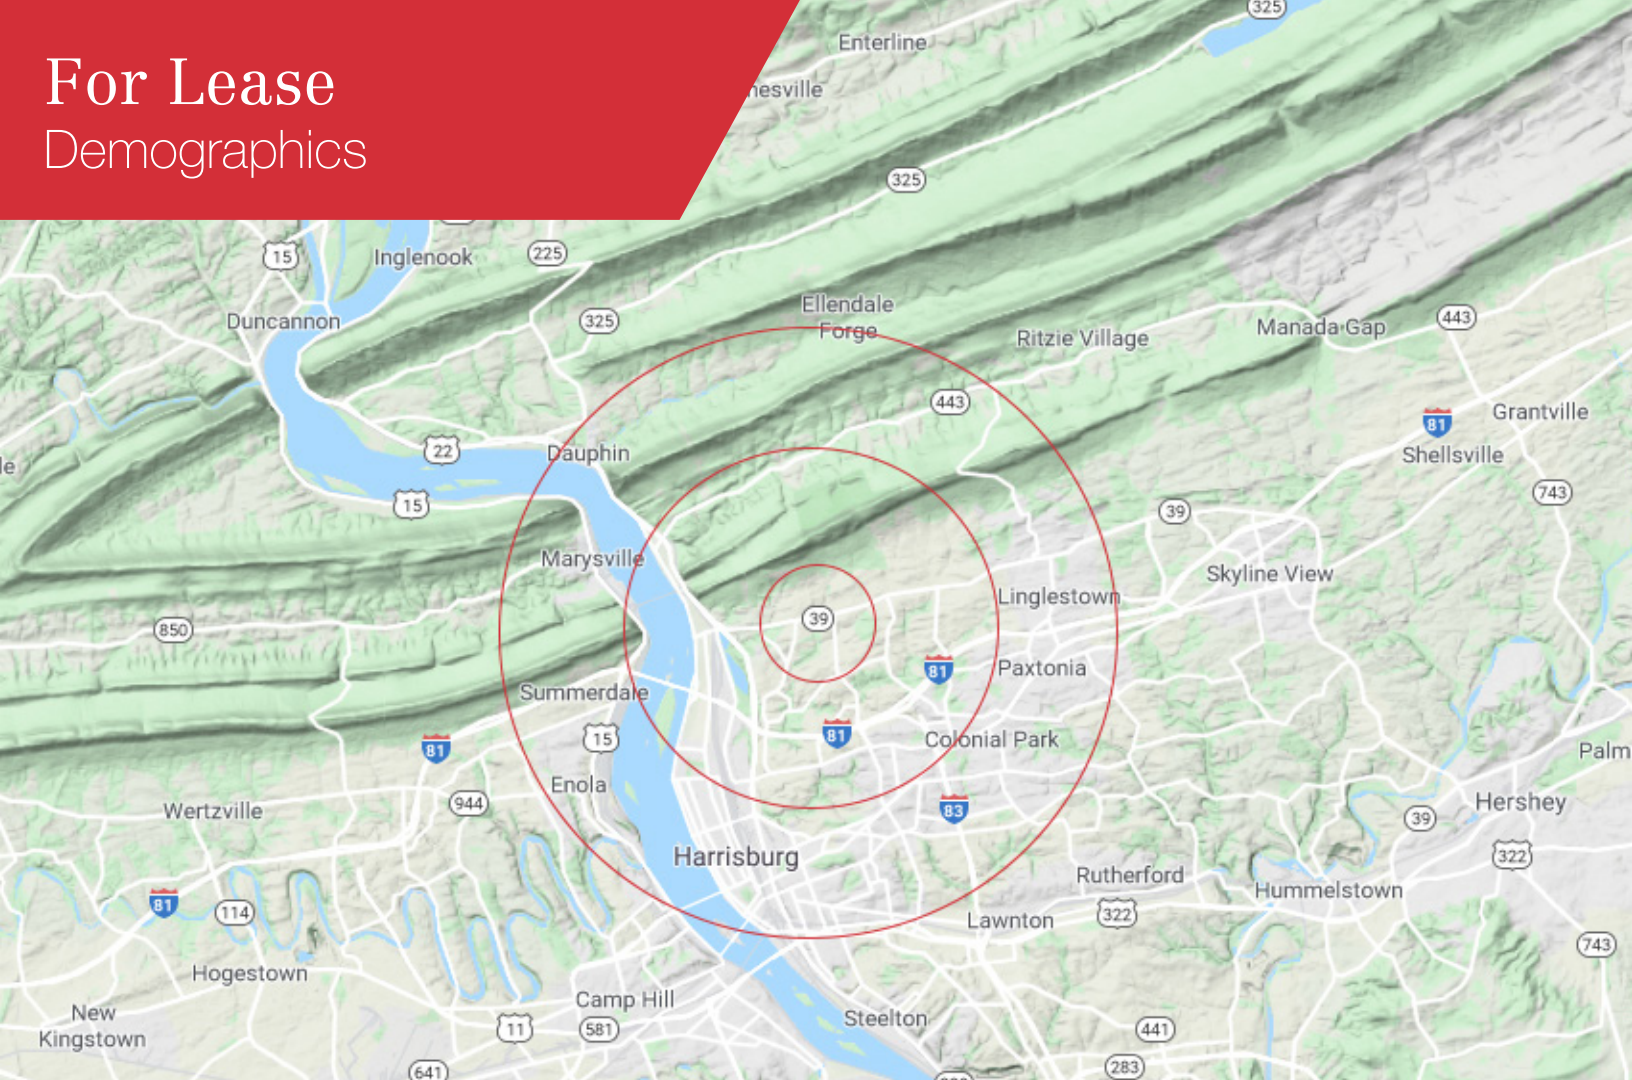 For Lease
Demographics
325
Enterline
325
15
Inglenook
225
Duncannon
325
Ellendale
Forge
Ritzie Village
Manada Gap
443
443
81
Grantville
22
Dauphin
Shellsville
15
743
39
Marysville
Skyline View
Linglestown
850
39
81
Paxtonia
Summerdale
15
81
81
Colonial Park
Palm
Enola
944
83
Wertzville
Hershey
39
Harrisburg
322
Rutherford
Hummelstown
81
114
322
Lawnton
743
Hogestown
Camp Hill
New
Kingstown
11
581
Steelton
441
641
283